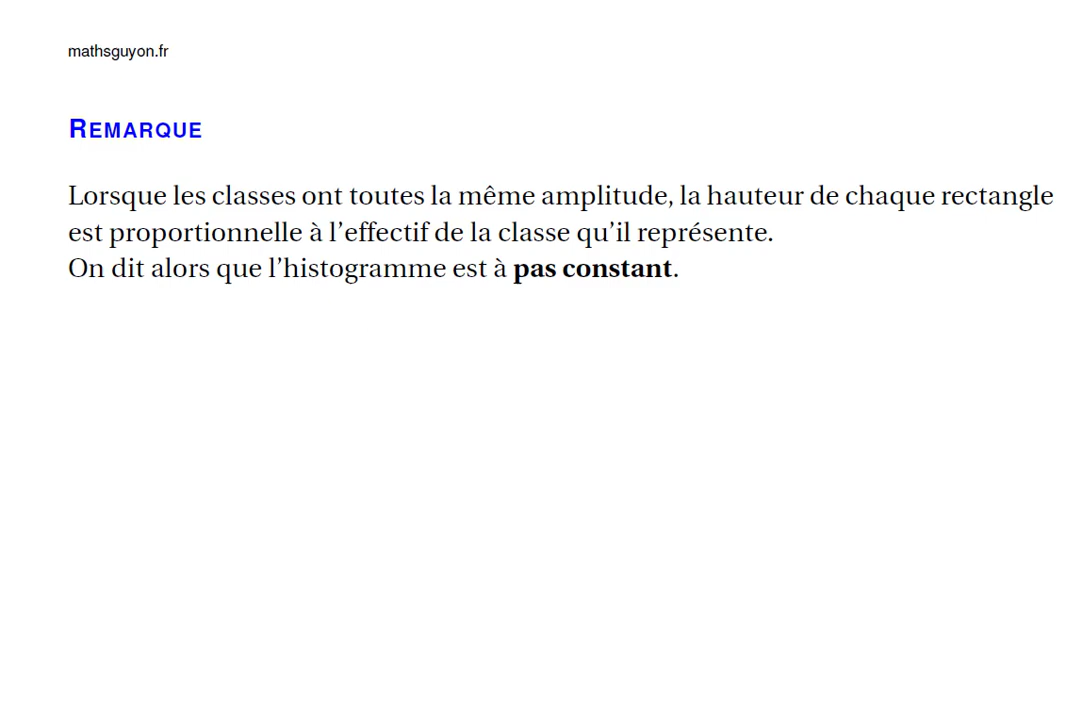 mathsguyon.fr
REMARQUE
Lorsque les classes ont toutes la même amplitude, la hauteur de chaque rectangle
est proportionnelle à l’effectif de la classe qu’il représente.
On dit alors que l’histogramme est à pas constant.